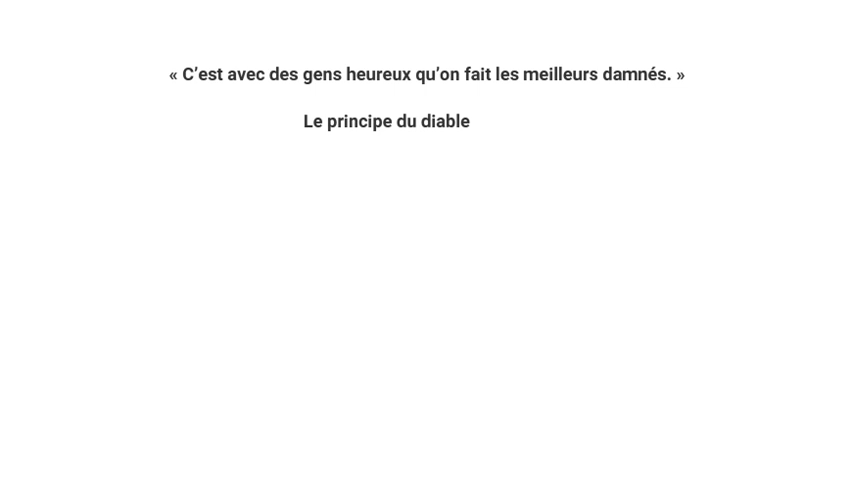 « C’est avec des gens heureux qu’on fait les meilleurs damnés. »
Le principe du diable